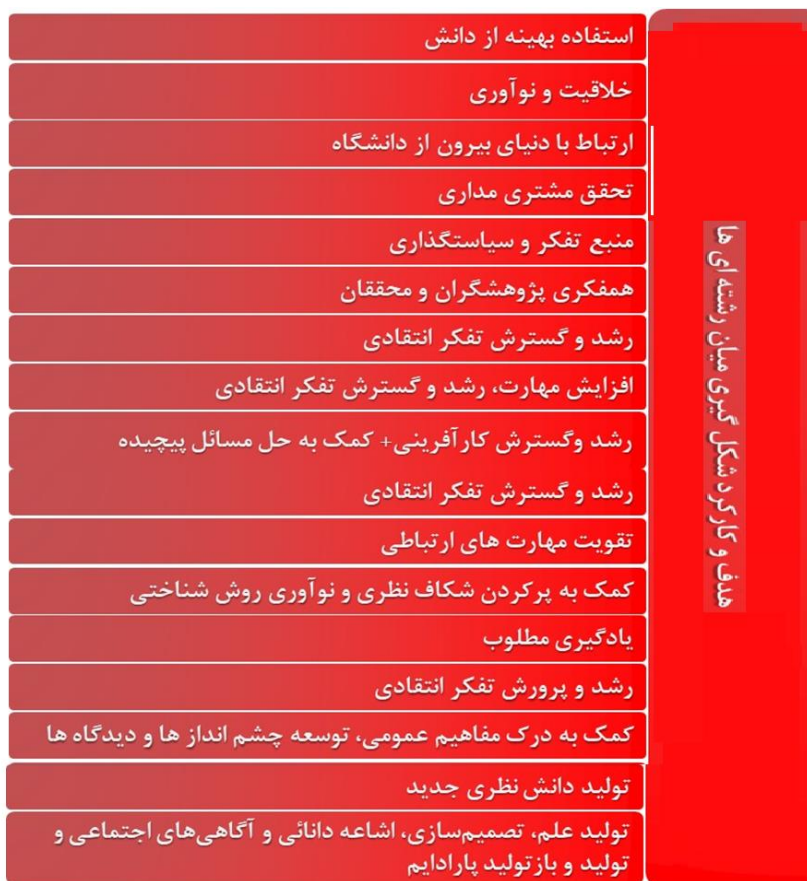 هدف و کارکرد شکل گیری میان رشته ای ها
استفاده بهینه از دانش
خلاقیت و نوآوری
ارتباط با دنیای بیرون از دانشگاه
تحقق مشتری مداری
منبع تفکر و سیاستگذاری
همفکری پژوهشگران و محققان
رشد و گسترش تفکر انتقادی
افزایش مهارت، رشد و گسترش تفکر انتقادی
رشد وگسترش کارآفرینی+ کمک به حل مسائل پیچیده
رشد و گسترش تفکر انتقادی
تقویت مهارت های ارتباطی
کمک به پرکردن شکاف نظری و نوآوری روش شناختی
یادگیری مطلوب
رشد و پرورش تفکر انتقادی
کمک به درک مفاهیم عمومی، توسعه چشم انداز ها و دیدگاه ها
تولید دانش نظری جدید
تولید علم، تصمیم‌سازی، اشاعه دانائی و آگاهی‌های اجتماعی و
تولید و بازتولید پارادایم